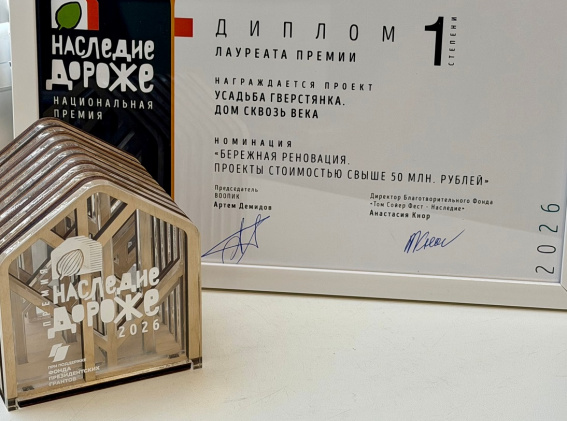 НАСЛЕДИЕ
ДОРОЖЕ
НАЦИОНАЛЬНАЯ
ПРЕМИЯ
ДИПЛОМ
1
СТЕПЕНИ
ЛАУРЕАТА ПРЕМИИ
НАГРАЖДАЕТСЯ ПРОЕКТ
УСАДЬБА ГВЕРСТЯНКА.
ДОМ СКВОЗЬ ВЕКА
НОМИНАЦИЯ
«БЕРЕЖНАЯ РЕНОВАЦИЯ.
ПРОЕКТЫ СТОИМОСТЬЮ СВЫШЕ 50 МЛН. РУБЛЕЙ»
Председатель
ВООПИК
Артем Демидов
Директор Благотворительного Фонда
«Том Сойер Фест - Наследие»
Анастасия Кнор
2026
ПРЕМИЯ
НАСЛЕДИЕ
ДОРОЖЕ
2026
ПРИ ПОДДЕРЖКЕ
ФОНДА
ПРЕЗИДЕНТСКИХ
ГРАНТОВ